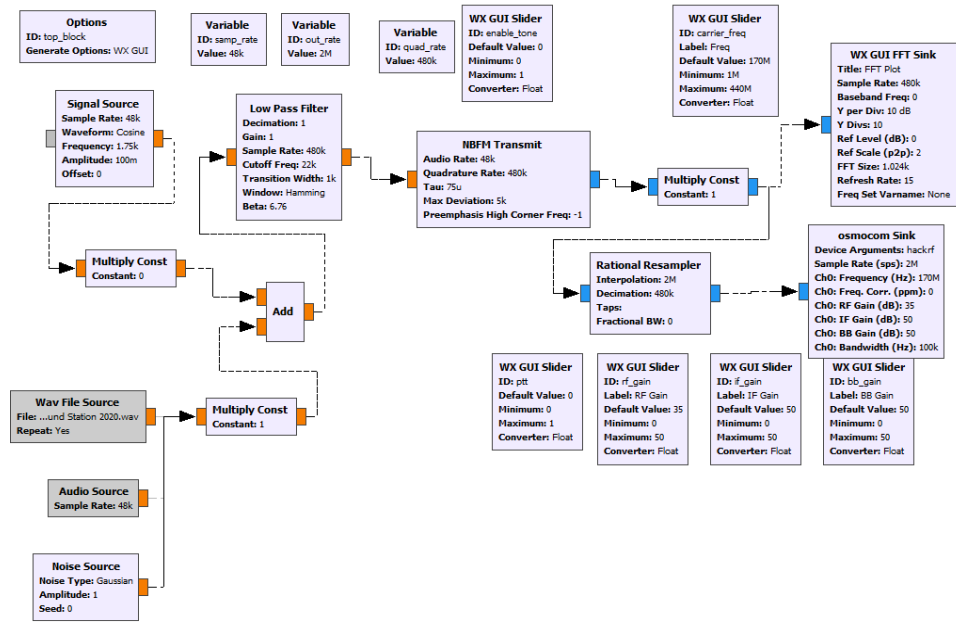 Options
ID: top_block
Generate Options: WX GUI
Variable
ID: samp_rate
Value: 48k
Variable
ID: out_rate
Value: 2M
Variable
ID: quad_rate
Value: 480k
WX GUI Slider
ID: enable_tone
Default Value: 0
Minimum: 0
Maximum: 1
Converter: Float
WX GUI Slider
ID: carrier_freq
Label: Freq
Default Value: 170M
Minimum: 1M
Maximum: 440M
Converter: Float
WX GUI FFT Sink
Title: FFT Plot
Sample Rate: 480k
Baseband Freq: 0
Y per Div: 10 dB
Y Divs: 10
Ref Level (dB): 0
Ref Scale (p2p): 2
FFT Size: 1.024k
Refresh Rate: 15
Freq Set Varname: None
Signal Source
Sample Rate: 48k
Waveform: Cosine
Frequency: 1.75k
Amplitude: 100m
Offset: 0
Low Pass Filter
Decimation: 1
Gain: 1
Sample Rate: 480k
Cutoff Freq: 22k
Transition Width: 1k
Window: Hamming
Beta: 6.76
NBFM Transmit
Audio Rate: 48k
Quadrature Rate: 480k
Tau: 75u
Max Deviation: 5k
Preemphasis High Corner Freq: -1
Multiply Const
Constant: 1
Multiply Const
Constant: 0
Add
Rational Resampler
Interpolation: 2M
Decimation: 480k
Taps:
Fractional BW: 0
osmocom Sink
Device Arguments: hackrf
Sample Rate (sps): 2M
Ch0: Frequency (Hz): 170M
Ch0: Freq. Corr. (ppm): 0
Ch0: RF Gain (dB): 35
Ch0: IF Gain (dB): 50
Ch0: BB Gain (dB): 50
Ch0: Bandwidth (Hz): 100k
Wav File Source
File: ...und Station 2020.wav
Repeat: Yes
Multiply Const
Constant: 1
WX GUI Slider
ID: ptt
Default Value: 0
Minimum: 0
Maximum: 1
Converter: Float
WX GUI Slider
ID: rf_gain
Label: RF Gain
Default Value: 35
Minimum: 0
Maximum: 50
Converter: Float
WX GUI Slider
ID: if_gain
Label: IF Gain
Default Value: 50
Minimum: 0
Maximum: 50
Converter: Float
WX GUI Slider
ID: bb_gain
Label: BB Gain
Default Value: 50
Minimum: 0
Maximum: 50
Converter: Float
Audio Source
Sample Rate: 48k
Noise Source
Noise Type: Gaussian
Amplitude: 1
Seed: 0